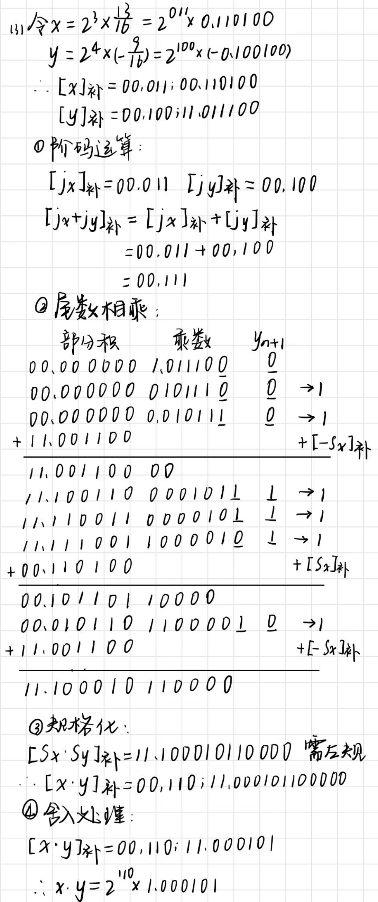 (3) 令 x = 2³ × 13/16 = 2^011 × 0.110100
y = 2⁴ × (-9/16) = 2^100 × (-0.100100)
∴ [x]补 = 00,011; 00.110100
[y]补 = 00,100; 11.011100
① 阶码运算:
[jx]补 = 00.011 [jy]补 = 00,100
[jx+jy]补 = [jx]补 + [jy]补
= 00.011 + 00,100
= 00,111
② 尾数相乘:
部分积 乘数 yn+1
00.000000 1.011100 0
00.000000 010111 0 0 →1
00.000000 0.010111 0 →1
+ 11.001100 +[-Sx]补
11.001100 00
11.100110 0001011 1 →1
11.110011 0000101 1 →1
11.111001 1000010 1 →1
+ 00.110100 +[Sx]补
00.101101 10000
00.010110 1100001 0 →1
+ 11.001100 +[-Sx]补
11.100010 110000
③ 规格化:
[Sx·Sy]补 = 11.100010110000 需左规
∴ [x·y]补 = 00,110; 11.000101100000
④ 舍入处理:
[x·y]补 = 00,110; 11.000101
∴ x·y = 2^110 × 1.000101